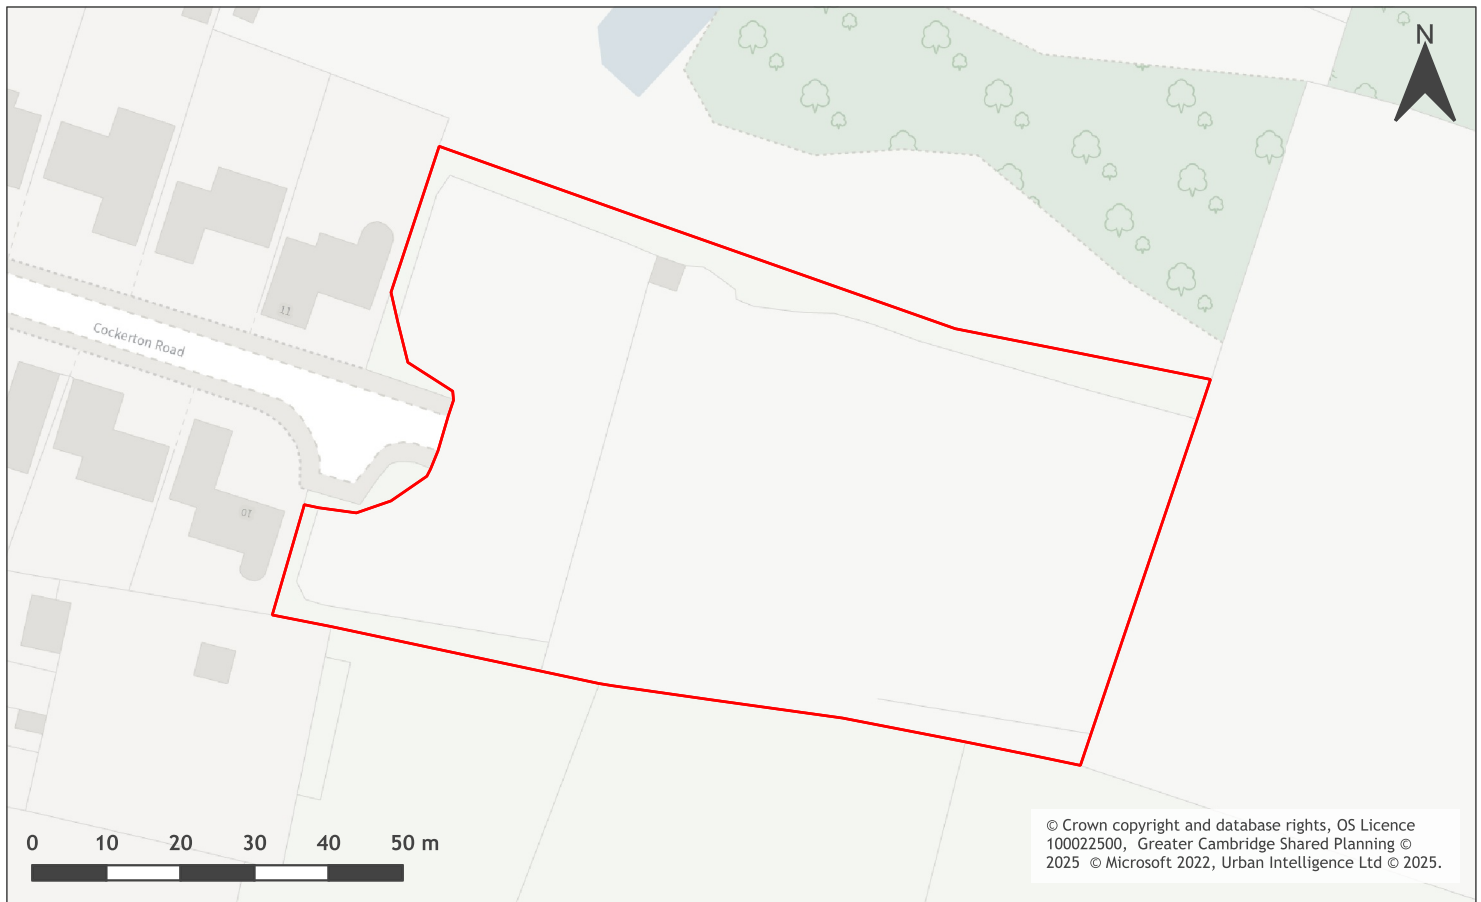 N
11
Cockerton Road
10
0 10 20 30 40 50 m
© Crown copyright and database rights, OS Licence
100022500, Greater Cambridge Shared Planning ©
2025 © Microsoft 2022, Urban Intelligence Ltd © 2025.